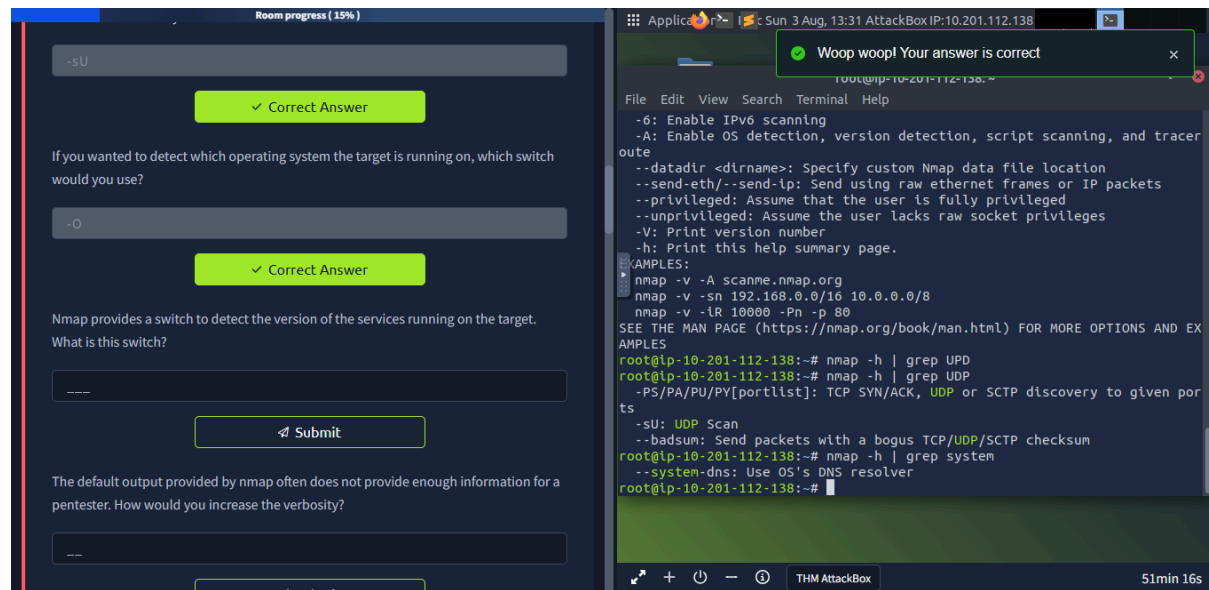 Room progress ( 15% )
-sU
✓ Correct Answer
If you wanted to detect which operating system the target is running on, which switch
would you use?
-O
✓ Correct Answer
Nmap provides a switch to detect the version of the services running on the target.
What is this switch?
___
Submit
The default output provided by nmap often does not provide enough information for a
pentester. How would you increase the verbosity?
__
Sun 3 Aug, 13:31 AttackBox IP:10.201.112.138
Woop woop! Your answer is correct
×
root@ip-10-201-112-138: ~
File Edit View Search Terminal Help
-6: Enable IPv6 scanning
-A: Enable OS detection, version detection, script scanning, and tracer
oute
--datadir <dirname>: Specify custom Nmap data file location
--send-eth/--send-ip: Send using raw ethernet frames or IP packets
--privileged: Assume that the user is fully privileged
--unprivileged: Assume the user lacks raw socket privileges
-V: Print version number
-h: Print this help summary page.
EXAMPLES:
nmap -v -A scanme.nmap.org
nmap -v -sn 192.168.0.0/16 10.0.0.0/8
nmap -v -iR 10000 -Pn -p 80
SEE THE MAN PAGE (https://nmap.org/book/man.html) FOR MORE OPTIONS AND EX
AMPLES
root@ip-10-201-112-138:~# nmap -h | grep UPD
root@ip-10-201-112-138:~# nmap -h | grep UDP
-PS/PA/PU/PY[portlist]: TCP SYN/ACK, UDP or SCTP discovery to given por
ts
-sU: UDP Scan
--badsum: Send packets with a bogus TCP/UDP/SCTP checksum
root@ip-10-201-112-138:~# nmap -h | grep system
--system-dns: Use OS's DNS resolver
root@ip-10-201-112-138:~#
THM AttackBox
51min 16s